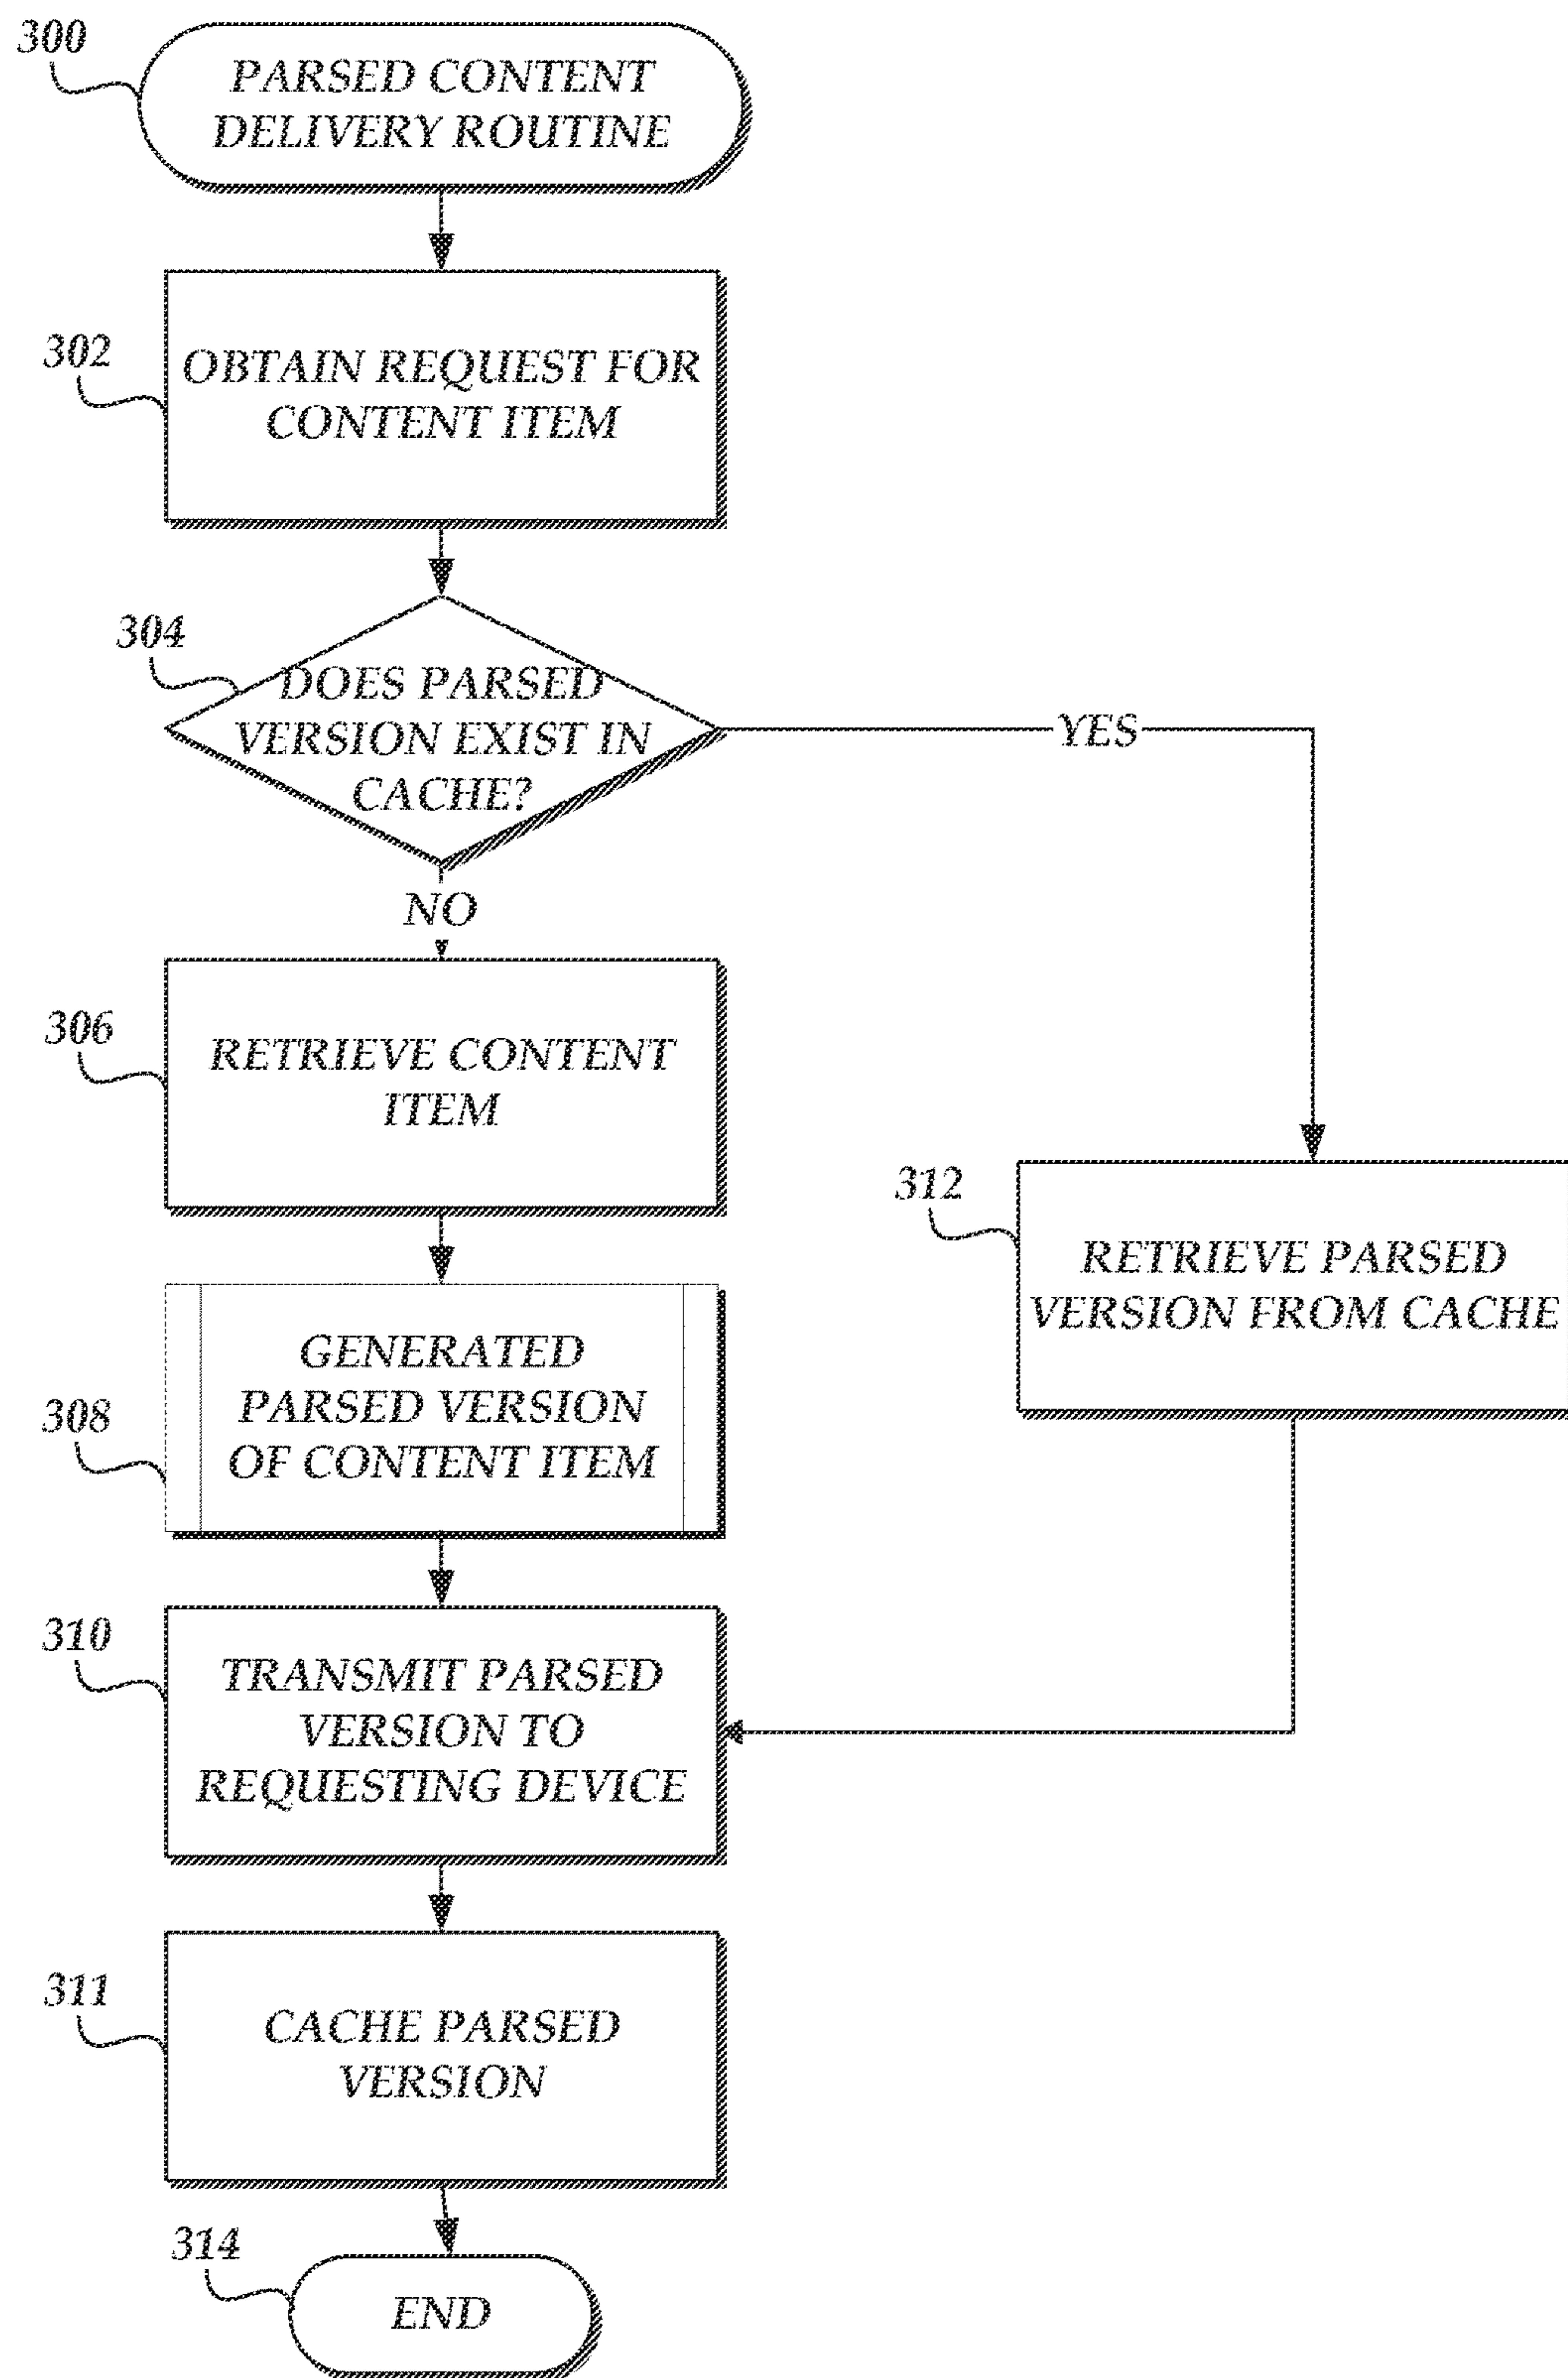 300
PARSED CONTENT
DELIVERY ROUTINE
302
OBTAIN REQUEST FOR
CONTENT ITEM
304
DOES PARSED
VERSION EXIST IN
CACHE?
YES
NO
306
RETRIEVE CONTENT
ITEM
312
RETRIEVE PARSED
VERSION FROM CACHE
308
GENERATED
PARSED VERSION
OF CONTENT ITEM
310
TRANSMIT PARSED
VERSION TO
REQUESTING DEVICE
311
CACHE PARSED
VERSION
314
END